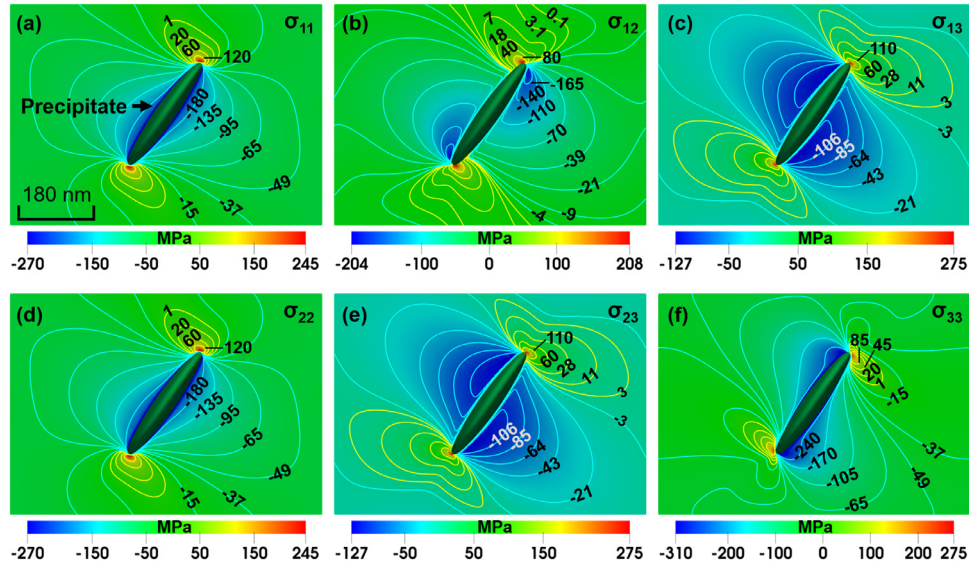 (a)
σ11
1
20
60
120
Precipitate
-180
-135
-95
-65
-49
-37
-15
180 nm
MPa
-270 -150 -50 50 150 245
(b)
σ12
7
18
40
3.1
0.1
80
-165
-140
-110
-70
-39
-21
-9
-4
MPa
-204 -100 0 100 208
(c)
σ13
110
60
28
11
3
-3
-106
-85
-64
-43
-21
MPa
-127 -50 50 150 275
(d)
σ22
1
20
60
120
-180
-135
-95
-65
-49
-37
-15
MPa
-270 -150 -50 50 150 245
(e)
σ23
110
60
28
11
3
-3
-106
-85
-64
-43
-21
MPa
-127 -50 50 150 275
(f)
σ33
85
45
20
1
-15
-37
-49
-240
-170
-105
-65
MPa
-310 -200 -100 0 100 200 275